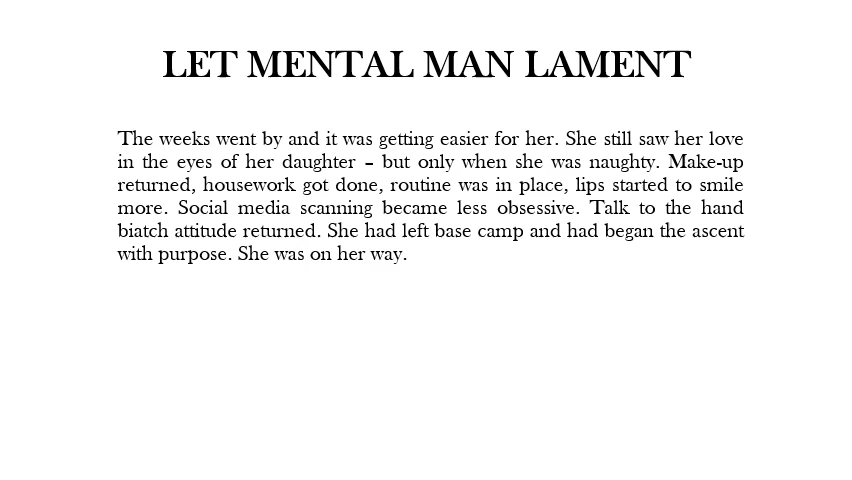 LET MENTAL MAN LAMENT
The weeks went by and it was getting easier for her. She still saw her love
in the eyes of her daughter – but only when she was naughty. Make-up
returned, housework got done, routine was in place, lips started to smile
more. Social media scanning became less obsessive. Talk to the hand
biatch attitude returned. She had left base camp and had began the ascent
with purpose. She was on her way.